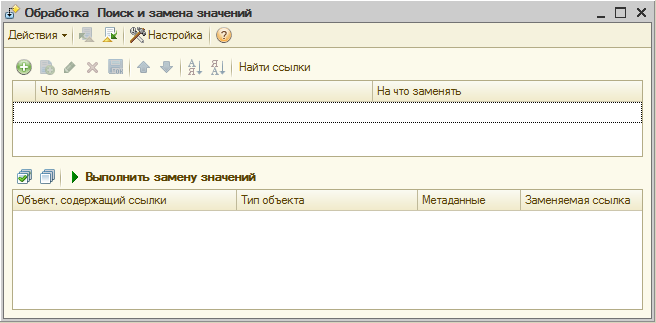 Обработка Поиск и замена значений
Действия Настройка ?
Найти ссылки
Что заменять На что заменять
Выполнить замену значений
Объект, содержащий ссылки Тип объекта Метаданные Заменяемая ссылка